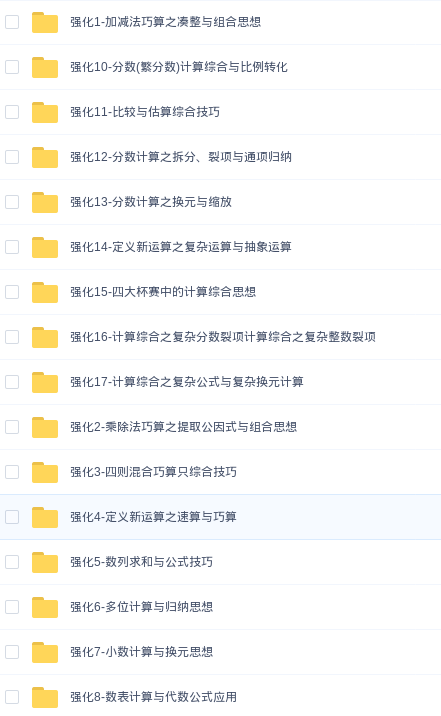 强化1-加减法巧算之凑整与组合思想
强化10-分数(繁分数)计算综合与比例转化
强化11-比较与估算综合技巧
强化12-分数计算之拆分、裂项与通项归纳
强化13-分数计算之换元与缩放
强化14-定义新运算之复杂运算与抽象运算
强化15-四大杯赛中的计算综合思想
强化16-计算综合之复杂分数裂项计算综合之复杂整数裂项
强化17-计算综合之复杂公式与复杂换元计算
强化2-乘除法巧算之提取公因式与组合思想
强化3-四则混合巧算只综合技巧
强化4-定义新运算之速算与巧算
强化5-数列求和与公式技巧
强化6-多位计算与归纳思想
强化7-小数计算与换元思想
强化8-数表计算与代数公式应用